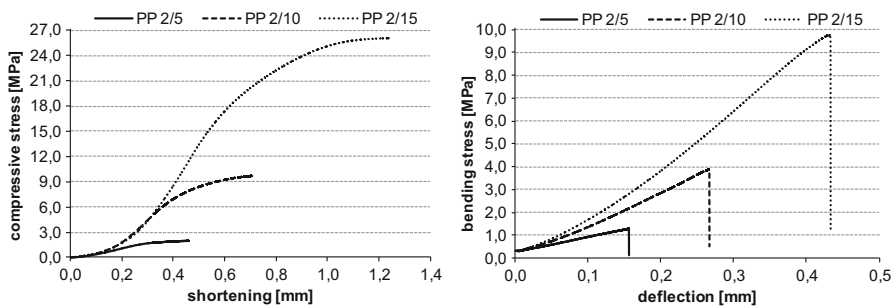 PP 2/5 PP 2/10 PP 2/15
27,0
24,0
21,0
18,0
15,0
12,0
9,0
6,0
3,0
0,0
compressive stress [MPa]
0,0 0,2 0,4 0,6 0,8 1,0 1,2 1,4
shortening [mm]
PP 2/5 PP 2/10 PP 2/15
10,0
9,0
8,0
7,0
6,0
5,0
4,0
3,0
2,0
1,0
0,0
bending stress [MPa]
0,0 0,1 0,2 0,3 0,4 0,5
deflection [mm]